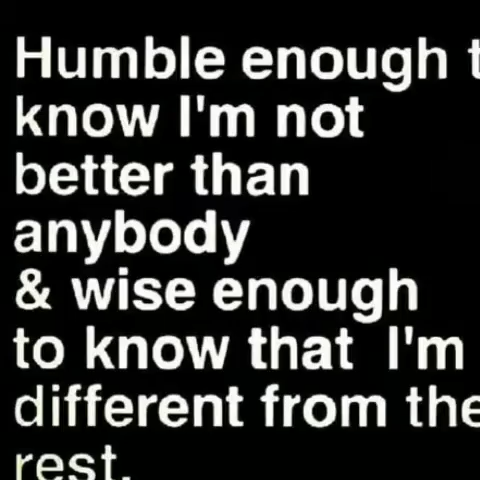 Humble enough t
know I'm not
better than
anybody
& wise enough
to know that I'm
different from the
rest.